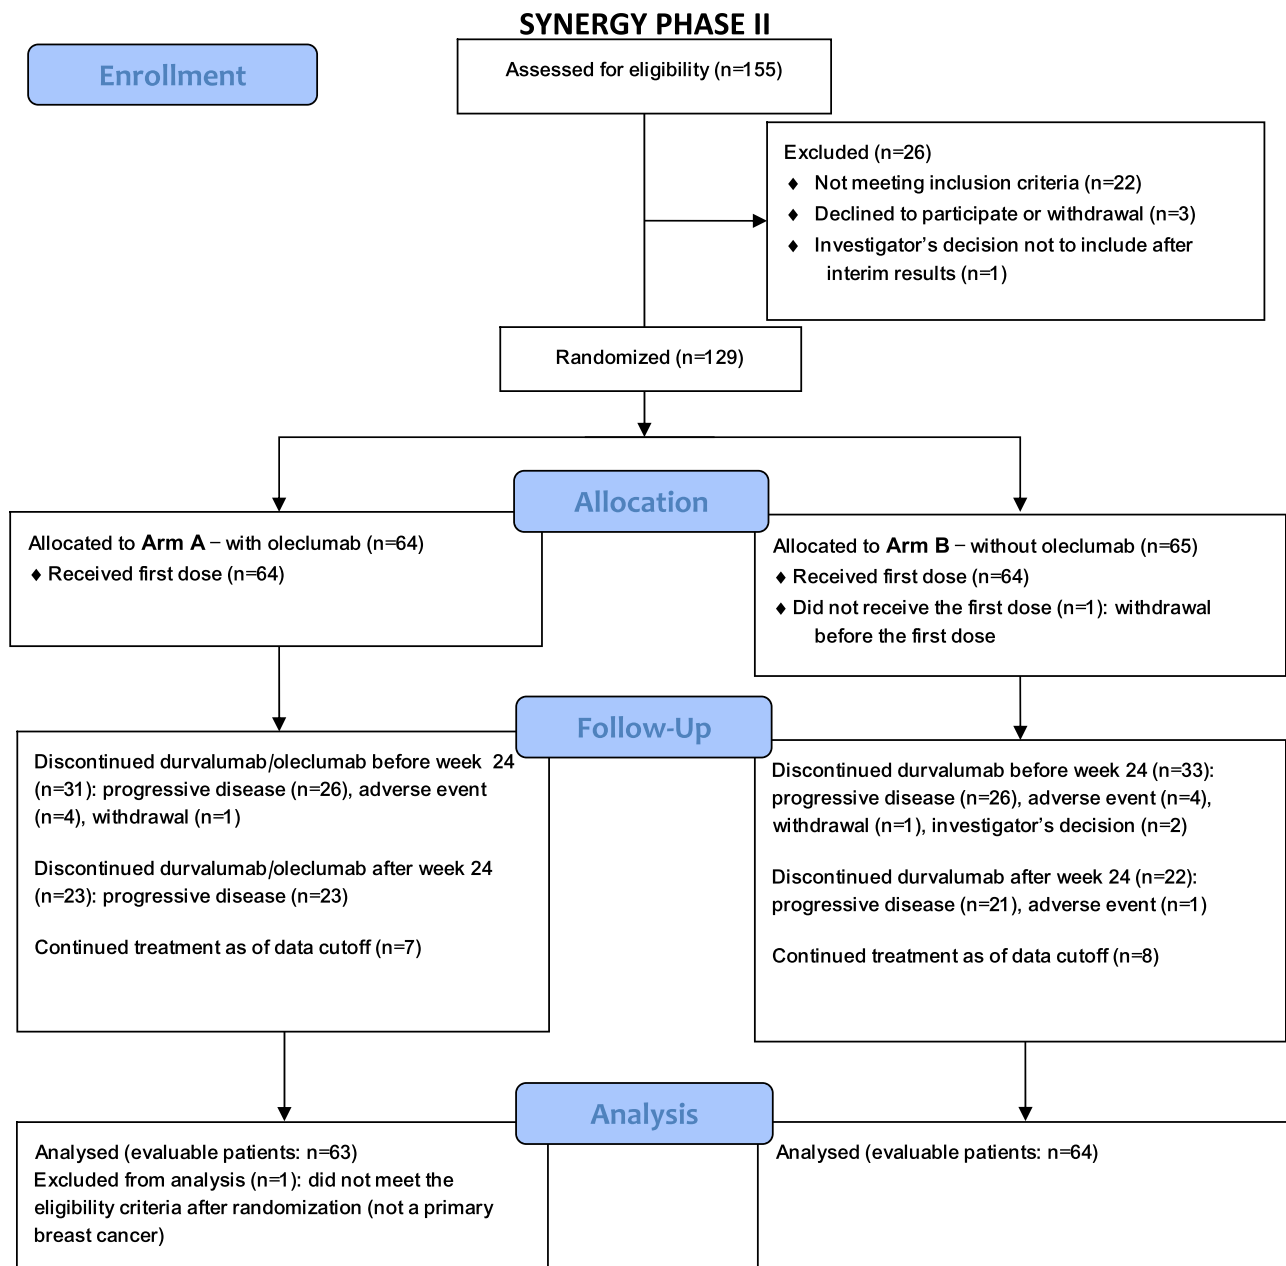 SYNERGY PHASE II
Enrollment
Assessed for eligibility (n=155)
Excluded (n=26)
♦ Not meeting inclusion criteria (n=22)
♦ Declined to participate or withdrawal (n=3)
♦ Investigator’s decision not to include after
interim results (n=1)
Randomized (n=129)
Allocation
Allocated to Arm A – with oleclumab (n=64)
♦ Received first dose (n=64)
Allocated to Arm B – without oleclumab (n=65)
♦ Received first dose (n=64)
♦ Did not receive the first dose (n=1): withdrawal
before the first dose
Follow-Up
Discontinued durvalumab/oleclumab before week 24
(n=31): progressive disease (n=26), adverse event
(n=4), withdrawal (n=1)
Discontinued durvalumab/oleclumab after week 24
(n=23): progressive disease (n=23)
Continued treatment as of data cutoff (n=7)
Discontinued durvalumab before week 24 (n=33):
progressive disease (n=26), adverse event (n=4),
withdrawal (n=1), investigator’s decision (n=2)
Discontinued durvalumab after week 24 (n=22):
progressive disease (n=21), adverse event (n=1)
Continued treatment as of data cutoff (n=8)
Analysis
Analysed (evaluable patients: n=63)
Excluded from analysis (n=1): did not meet the
eligibility criteria after randomization (not a primary
breast cancer)
Analysed (evaluable patients: n=64)